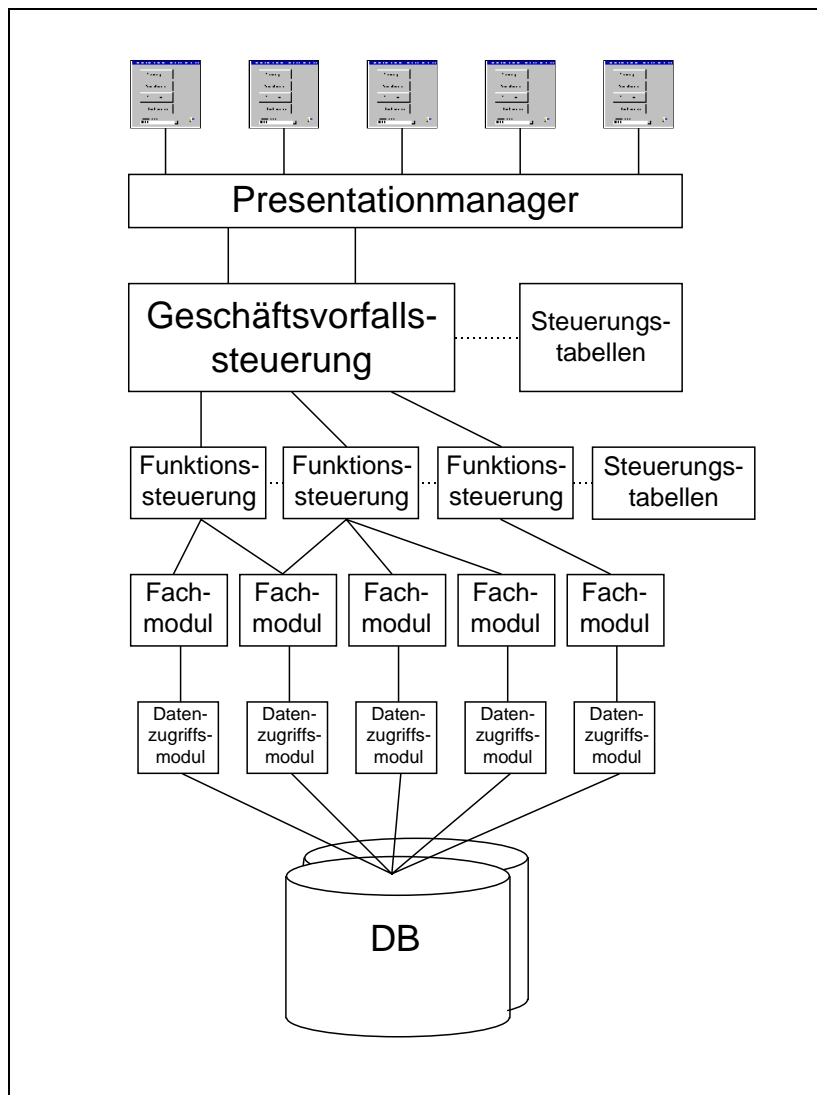 Presentationmanager
Geschäftsvorfalls-
steuerung
Steuerungs-
tabellen
Funktions-
steuerung
Funktions-
steuerung
Funktions-
steuerung
Steuerungs-
tabellen
Fach-
modul
Fach-
modul
Fach-
modul
Fach-
modul
Fach-
modul
Daten-
zugriffs-
modul
Daten-
zugriffs-
modul
Daten-
zugriffs-
modul
Daten-
zugriffs-
modul
Daten-
zugriffs-
modul
DB